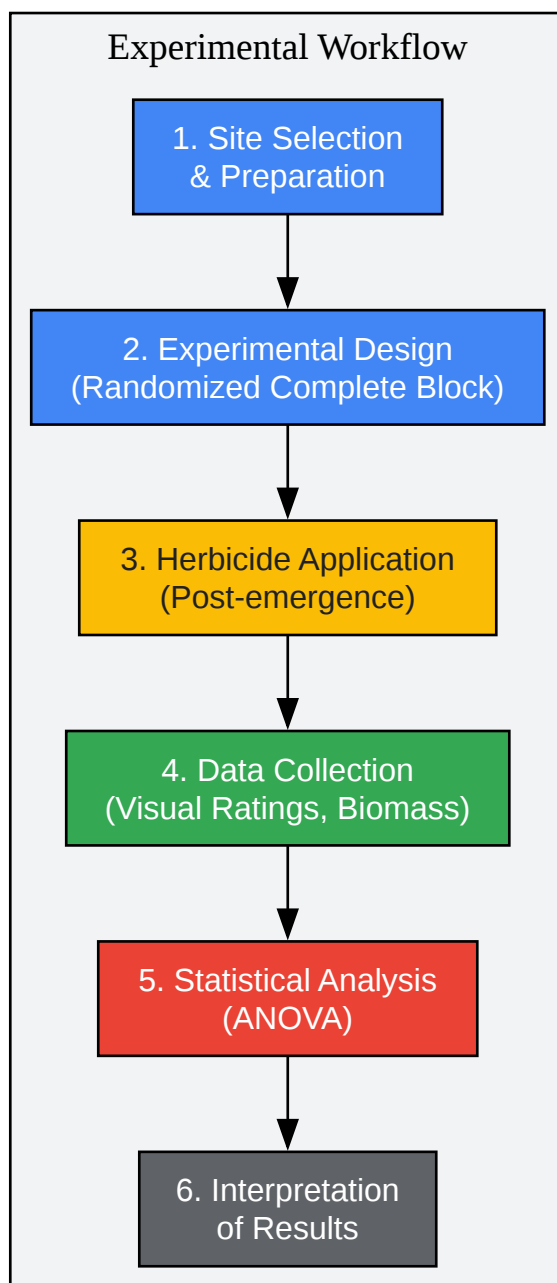 Experimental Workflow
1. Site Selection
& Preparation
2. Experimental Design
(Randomized Complete Block)
3. Herbicide Application
(Post-emergence)
4. Data Collection
(Visual Ratings, Biomass)
5. Statistical Analysis
(ANOVA)
6. Interpretation
of Results